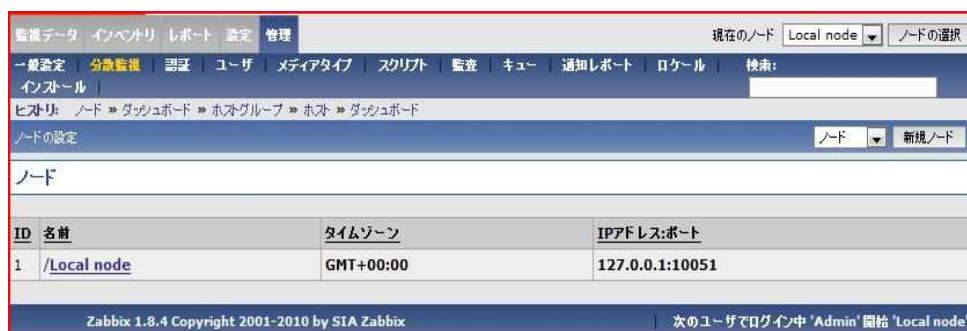 監視データ インベントリ レポート 設定 管理 現在のノード Local node ノードの選択
一般設定 | 分散監視 | 認証 | ユーザ | メディアタイプ | スクリプト | 監査 | キュー | 通知レポート | ロケール | 検索:
インストール |
ヒストリ: ノード » ダッシュボード » ホストグループ » ホスト » ダッシュボード
ノードの設定 ノード 新規ノード
ノード
ID 名前 タイムゾーン IPアドレス:ポート
1 /Local node GMT+00:00 127.0.0.1:10051
Zabbix 1.8.4 Copyright 2001-2010 by SIA Zabbix | 次のユーザでログイン中 'Admin' 開始 'Local node'